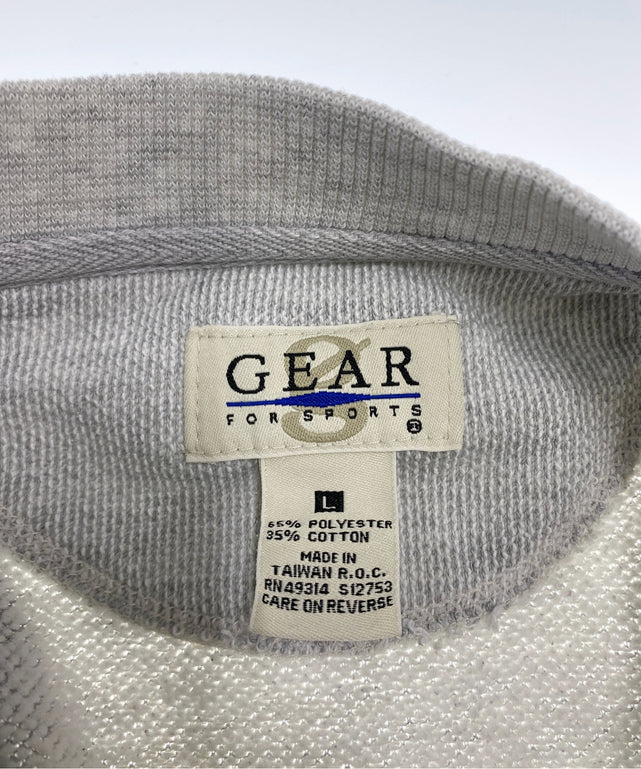 g
GEAR
FOR SPORTS
®
L
65% POLYESTER
35% COTTON
MADE IN
TAIWAN R.O.C.
RN49314 S12753
CARE ON REVERSE